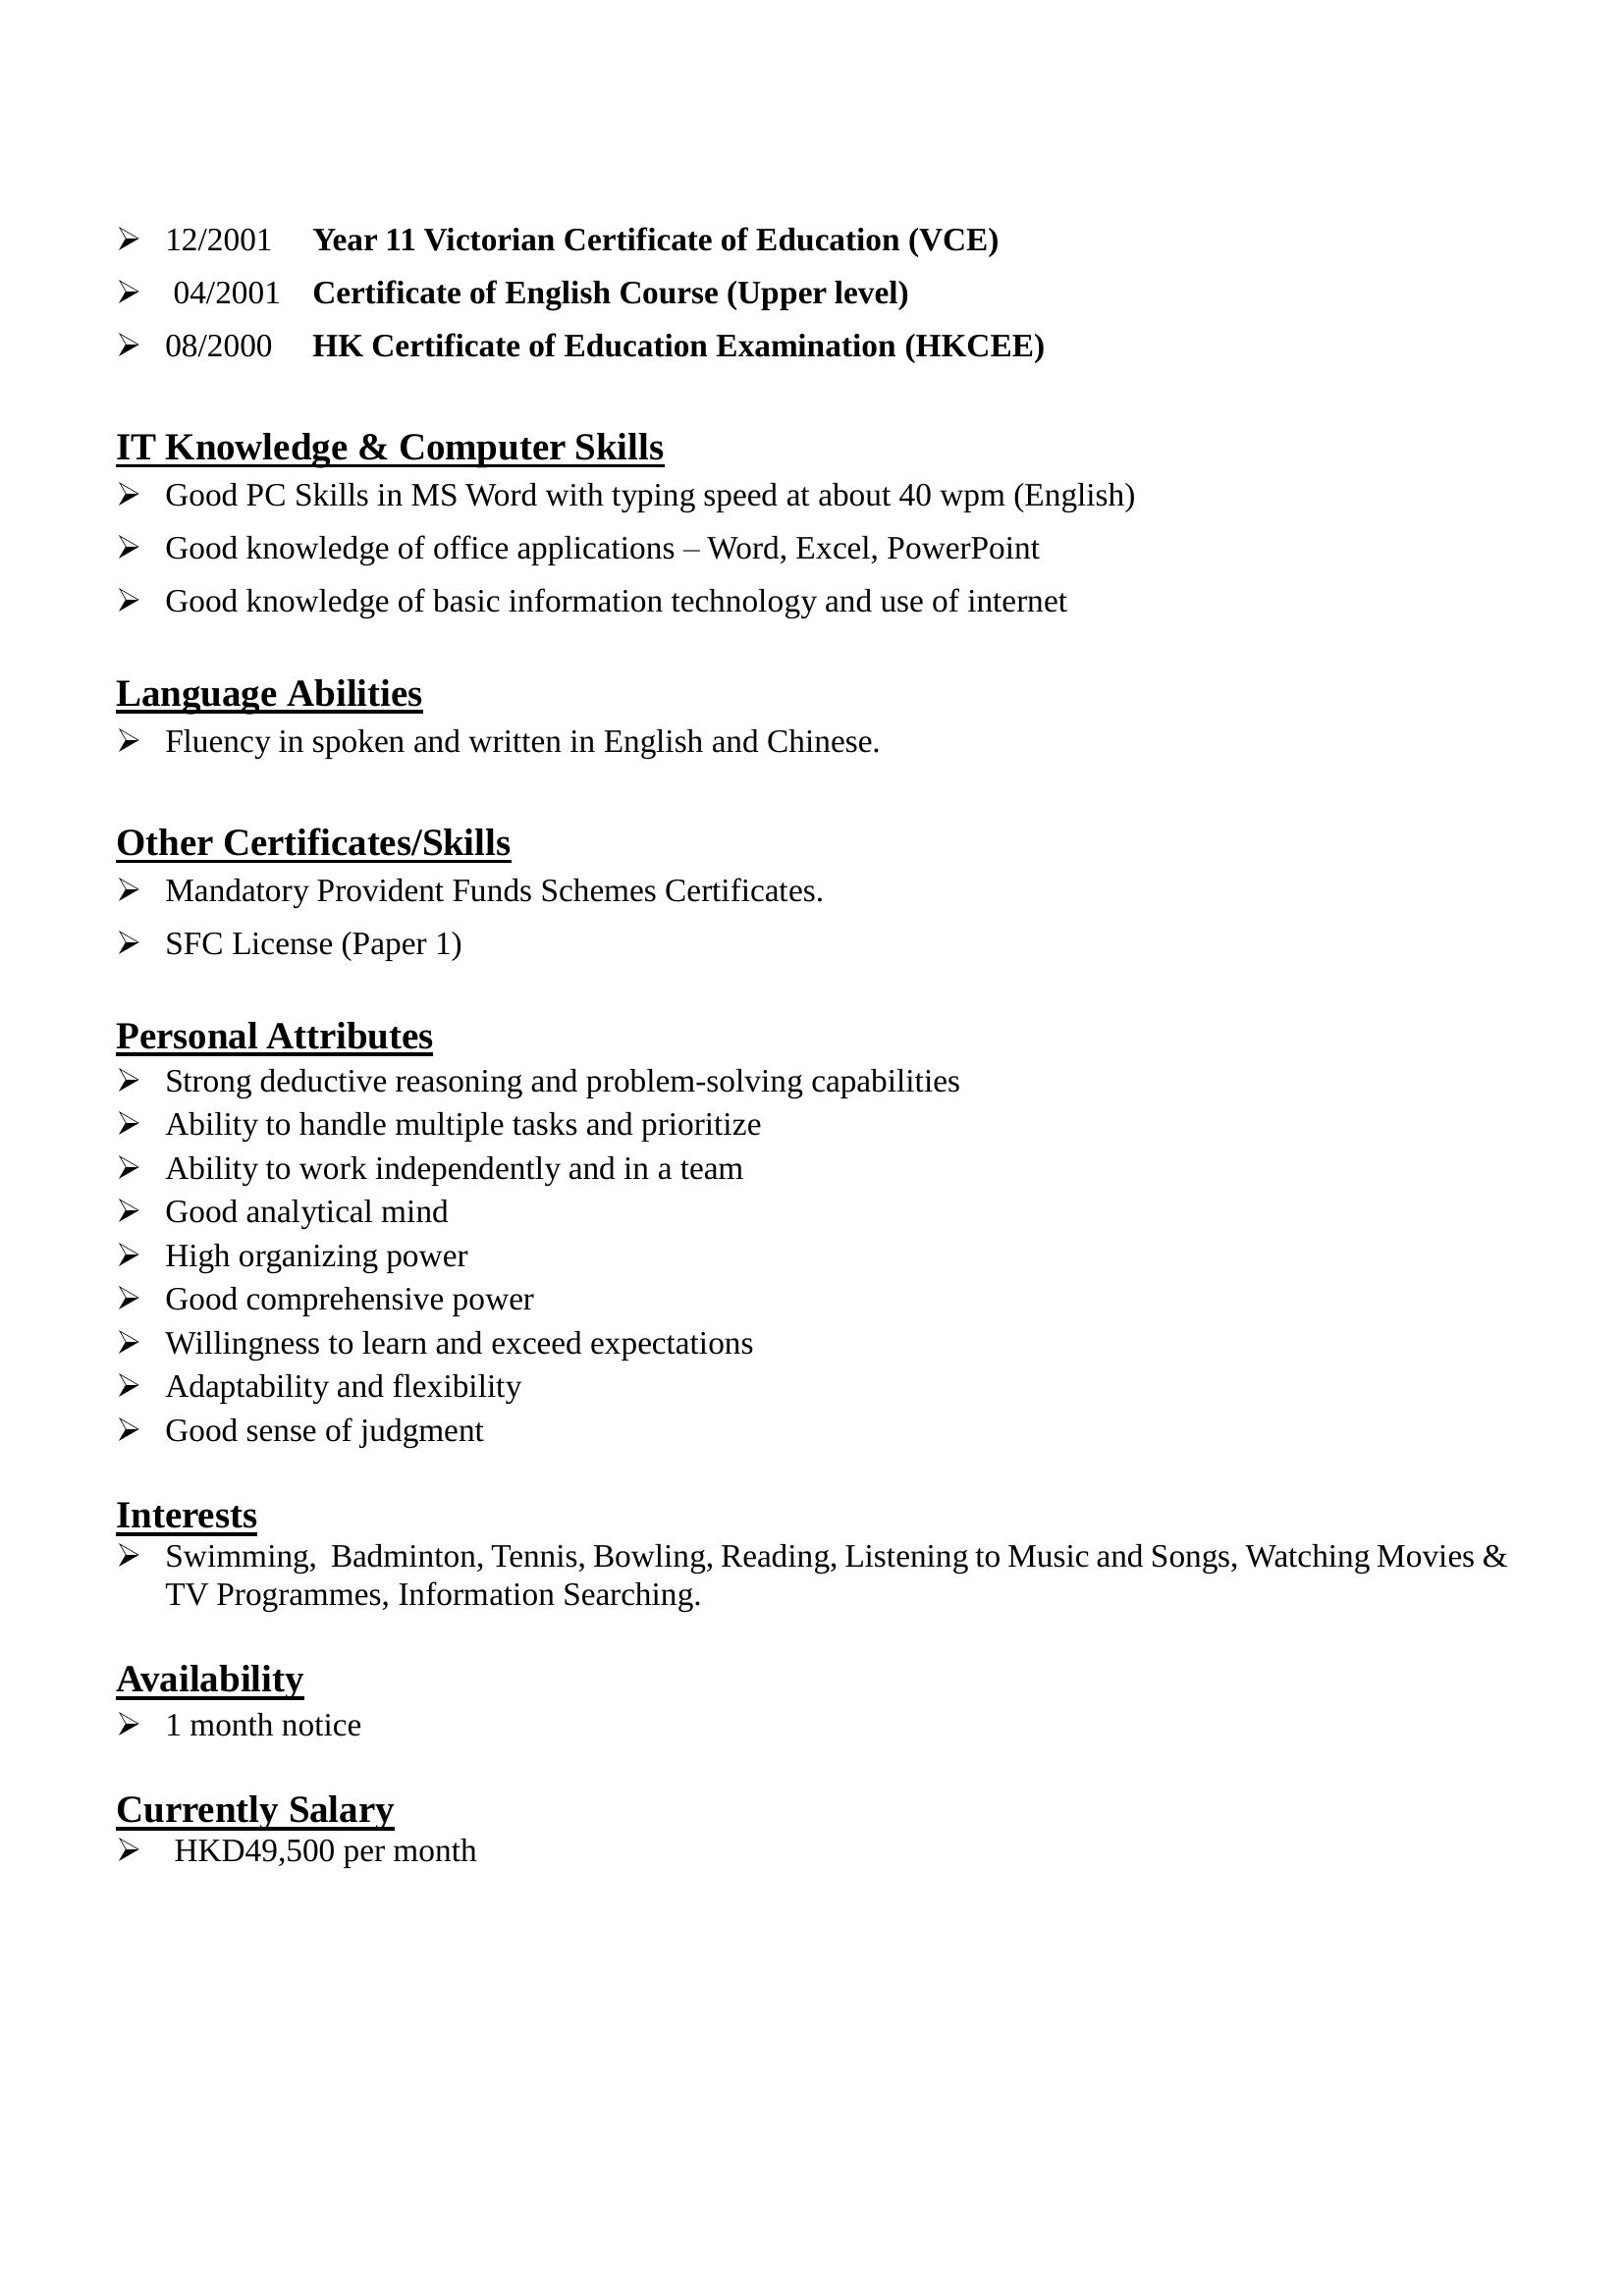 ➢ 12/2001 Year 11 Victorian Certificate of Education (VCE)
➢ 04/2001 Certificate of English Course (Upper level)
➢ 08/2000 HK Certificate of Education Examination (HKCEE)
IT Knowledge & Computer Skills
➢ Good PC Skills in MS Word with typing speed at about 40 wpm (English)
➢ Good knowledge of office applications – Word, Excel, PowerPoint
➢ Good knowledge of basic information technology and use of internet
Language Abilities
➢ Fluency in spoken and written in English and Chinese.
Other Certificates/Skills
➢ Mandatory Provident Funds Schemes Certificates.
➢ SFC License (Paper 1)
Personal Attributes
➢ Strong deductive reasoning and problem-solving capabilities
➢ Ability to handle multiple tasks and prioritize
➢ Ability to work independently and in a team
➢ Good analytical mind
➢ High organizing power
➢ Good comprehensive power
➢ Willingness to learn and exceed expectations
➢ Adaptability and flexibility
➢ Good sense of judgment
Interests
➢ Swimming, Badminton, Tennis, Bowling, Reading, Listening to Music and Songs, Watching Movies &
TV Programmes, Information Searching.
Availability
➢ 1 month notice
Currently Salary
➢ HKD49,500 per month